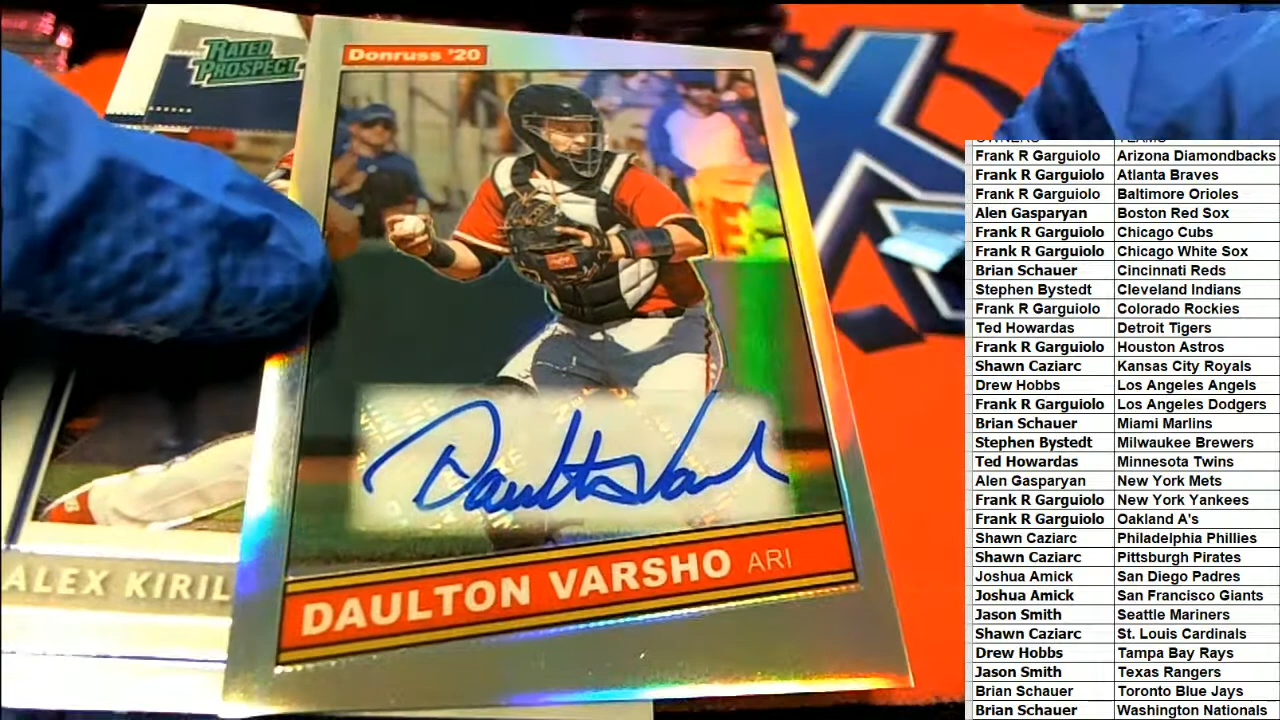 RATED
PROSPECT
Donruss '20
Daulton Varsho
DAULTON VARSHO ARI
ALEX KIRIL
Frank R Garguiolo Arizona Diamondbacks
Frank R Garguiolo Atlanta Braves
Frank R Garguiolo Baltimore Orioles
Alen Gasparyan Boston Red Sox
Frank R Garguiolo Chicago Cubs
Frank R Garguiolo Chicago White Sox
Brian Schauer Cincinnati Reds
Stephen Bystedt Cleveland Indians
Frank R Garguiolo Colorado Rockies
Ted Howardas Detroit Tigers
Frank R Garguiolo Houston Astros
Shawn Caziarc Kansas City Royals
Drew Hobbs Los Angeles Angels
Frank R Garguiolo Los Angeles Dodgers
Brian Schauer Miami Marlins
Stephen Bystedt Milwaukee Brewers
Ted Howardas Minnesota Twins
Alen Gasparyan New York Mets
Frank R Garguiolo New York Yankees
Frank R Garguiolo Oakland A's
Shawn Caziarc Philadelphia Phillies
Shawn Caziarc Pittsburgh Pirates
Joshua Amick San Diego Padres
Joshua Amick San Francisco Giants
Jason Smith Seattle Mariners
Shawn Caziarc St. Louis Cardinals
Drew Hobbs Tampa Bay Rays
Jason Smith Texas Rangers
Brian Schauer Toronto Blue Jays
Brian Schauer Washington Nationals